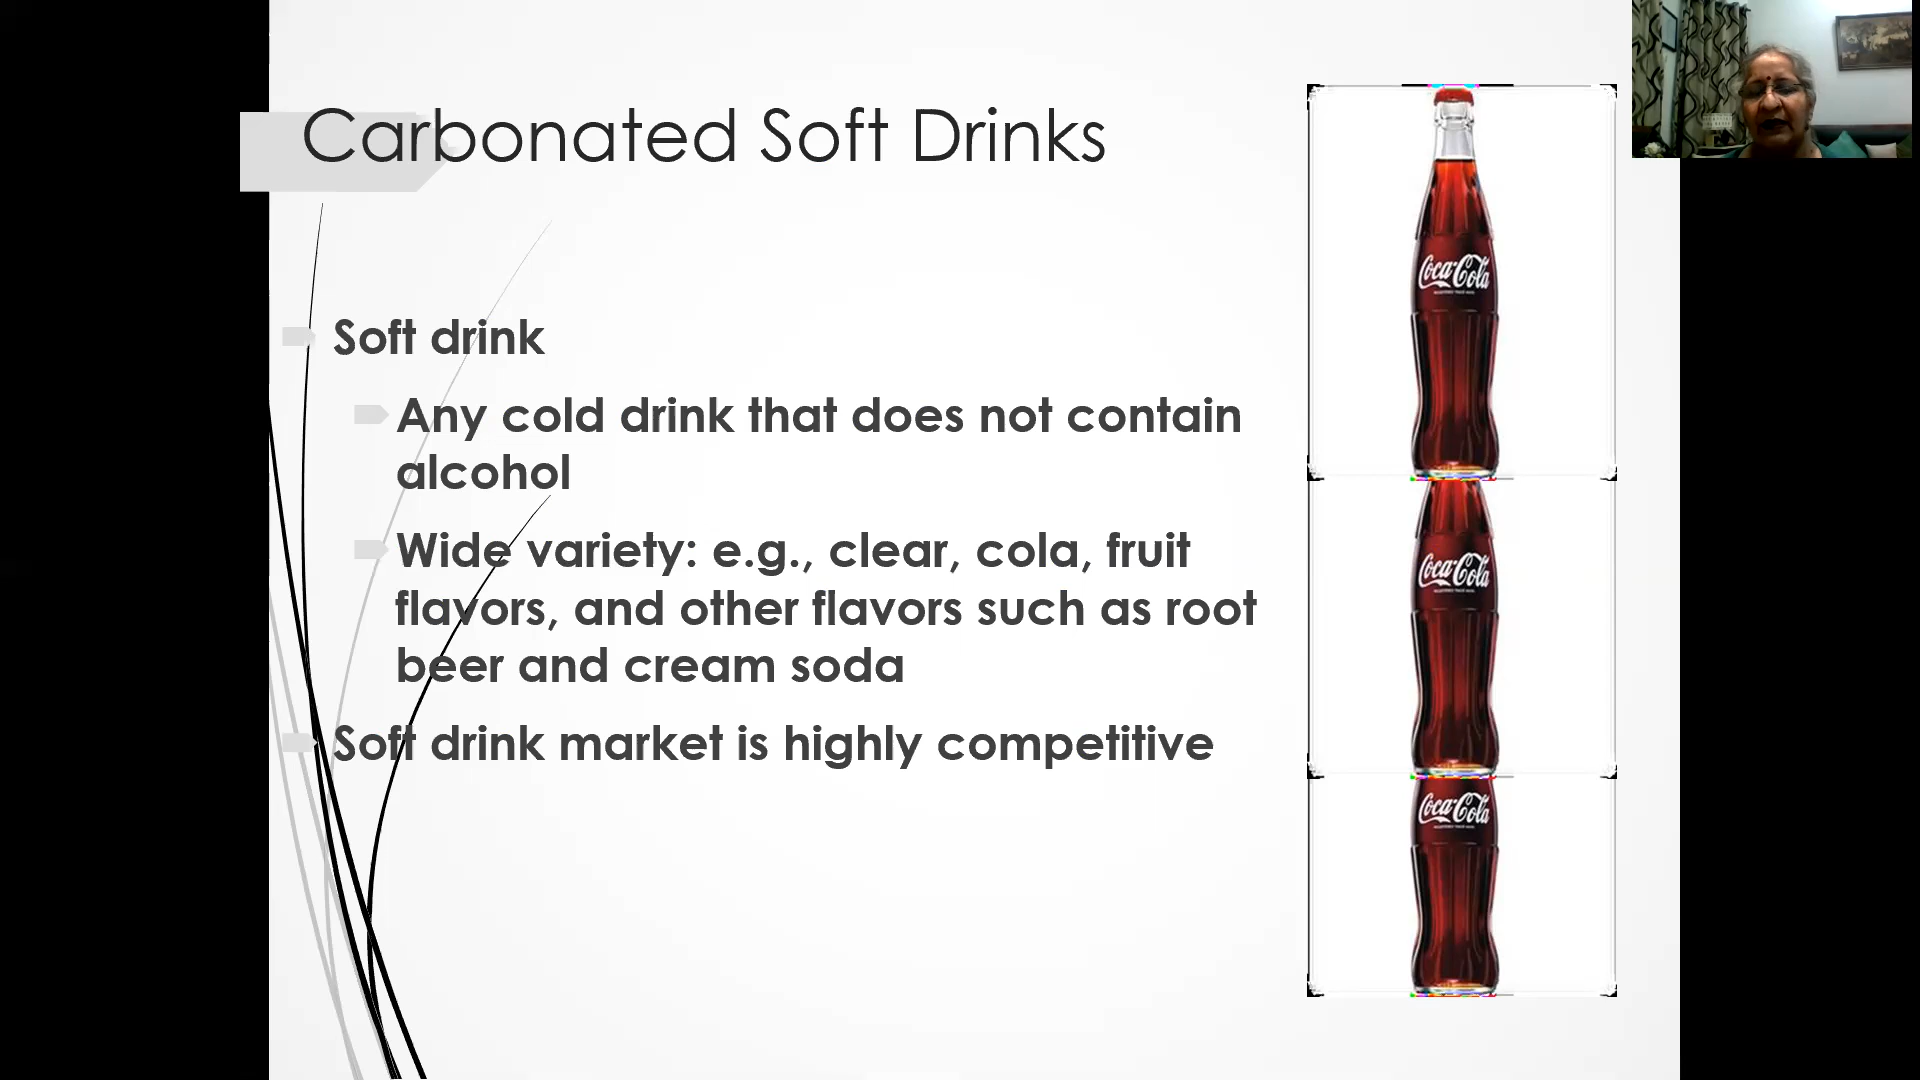 Carbonated Soft Drinks
Soft drink
Any cold drink that does not contain
alcohol
Wide variety: e.g., clear, cola, fruit
flavors, and other flavors such as root
beer and cream soda
Soft drink market is highly competitive
Coca-Cola
Coca-Cola
Coca-Cola